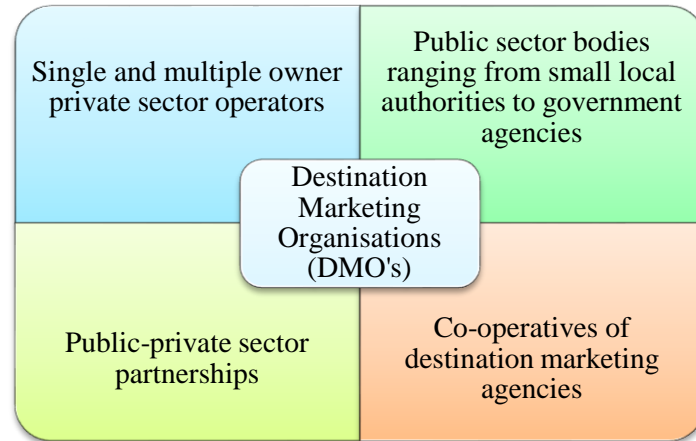 Single and multiple owner
private sector operators
Public sector bodies
ranging from small local
authorities to government
agencies
Destination
Marketing
Organisations
(DMO's)
Public-private sector
partnerships
Co-operatives of
destination marketing
agencies